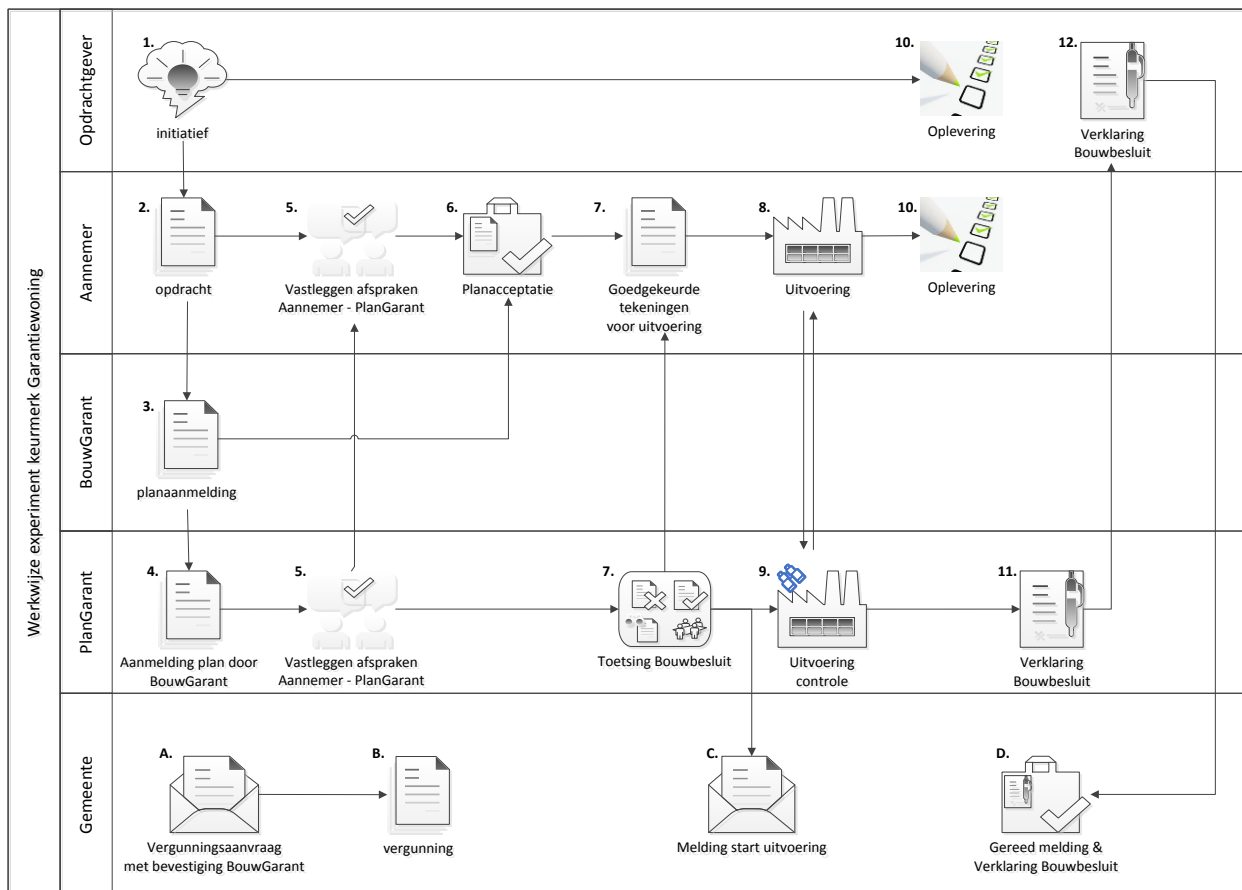 Werkwijze experiment keurmerk Garantiewoning
Opdrachtgever
1.
initiatief
10.
Oplevering
12.
Verklaring
Bouwbesluit
Aannemer
2.
opdracht
5.
Vastleggen afspraken
Aannemer - PlanGarant
6.
Planacceptatie
7.
Goedgekeurde
tekeningen
voor uitvoering
8.
Uitvoering
10.
Oplevering
BouwGarant
3.
planaanmelding
PlanGarant
4.
Aanmelding plan door
BouwGarant
5.
Vastleggen afspraken
Aannemer - PlanGarant
7.
Toetsing Bouwbesluit
9.
Uitvoering
controle
11.
Verklaring
Bouwbesluit
Gemeente
A.
Vergunningsaanvraag
met bevestiging BouwGarant
B.
vergunning
C.
Melding start uitvoering
D.
Gereed melding &
Verklaring Bouwbesluit